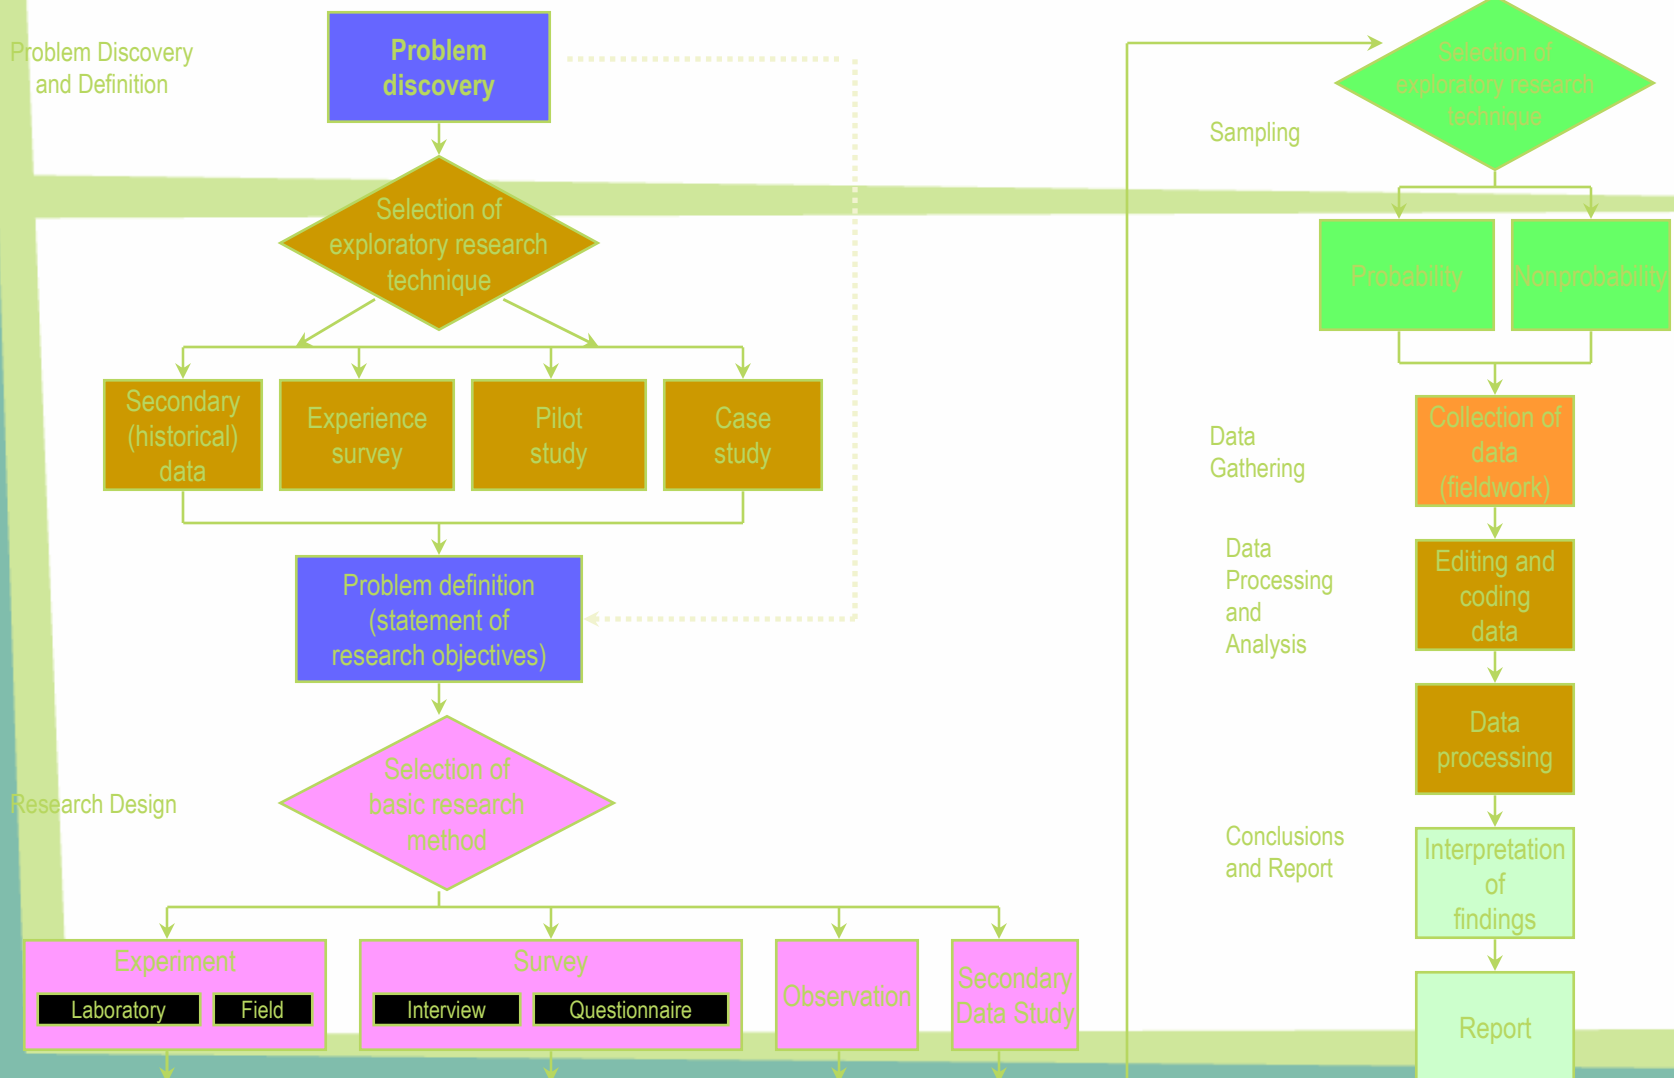 Problem Discovery
and Definition
Problem
discovery
Selection of
exploratory research
technique
Secondary
(historical)
data
Experience
survey
Pilot
study
Case
study
Problem definition
(statement of
research objectives)
Research Design
Selection of
basic research
method
Experiment
Laboratory
Field
Survey
Interview
Questionnaire
Observation
Secondary
Data Study
Selection of
exploratory research
technique
Sampling
Probability
Nonprobability
Data
Gathering
Collection of
data
(fieldwork)
Data
Processing
and
Analysis
Editing and
coding
data
Data
processing
Conclusions
and Report
Interpretation
of
findings
Report